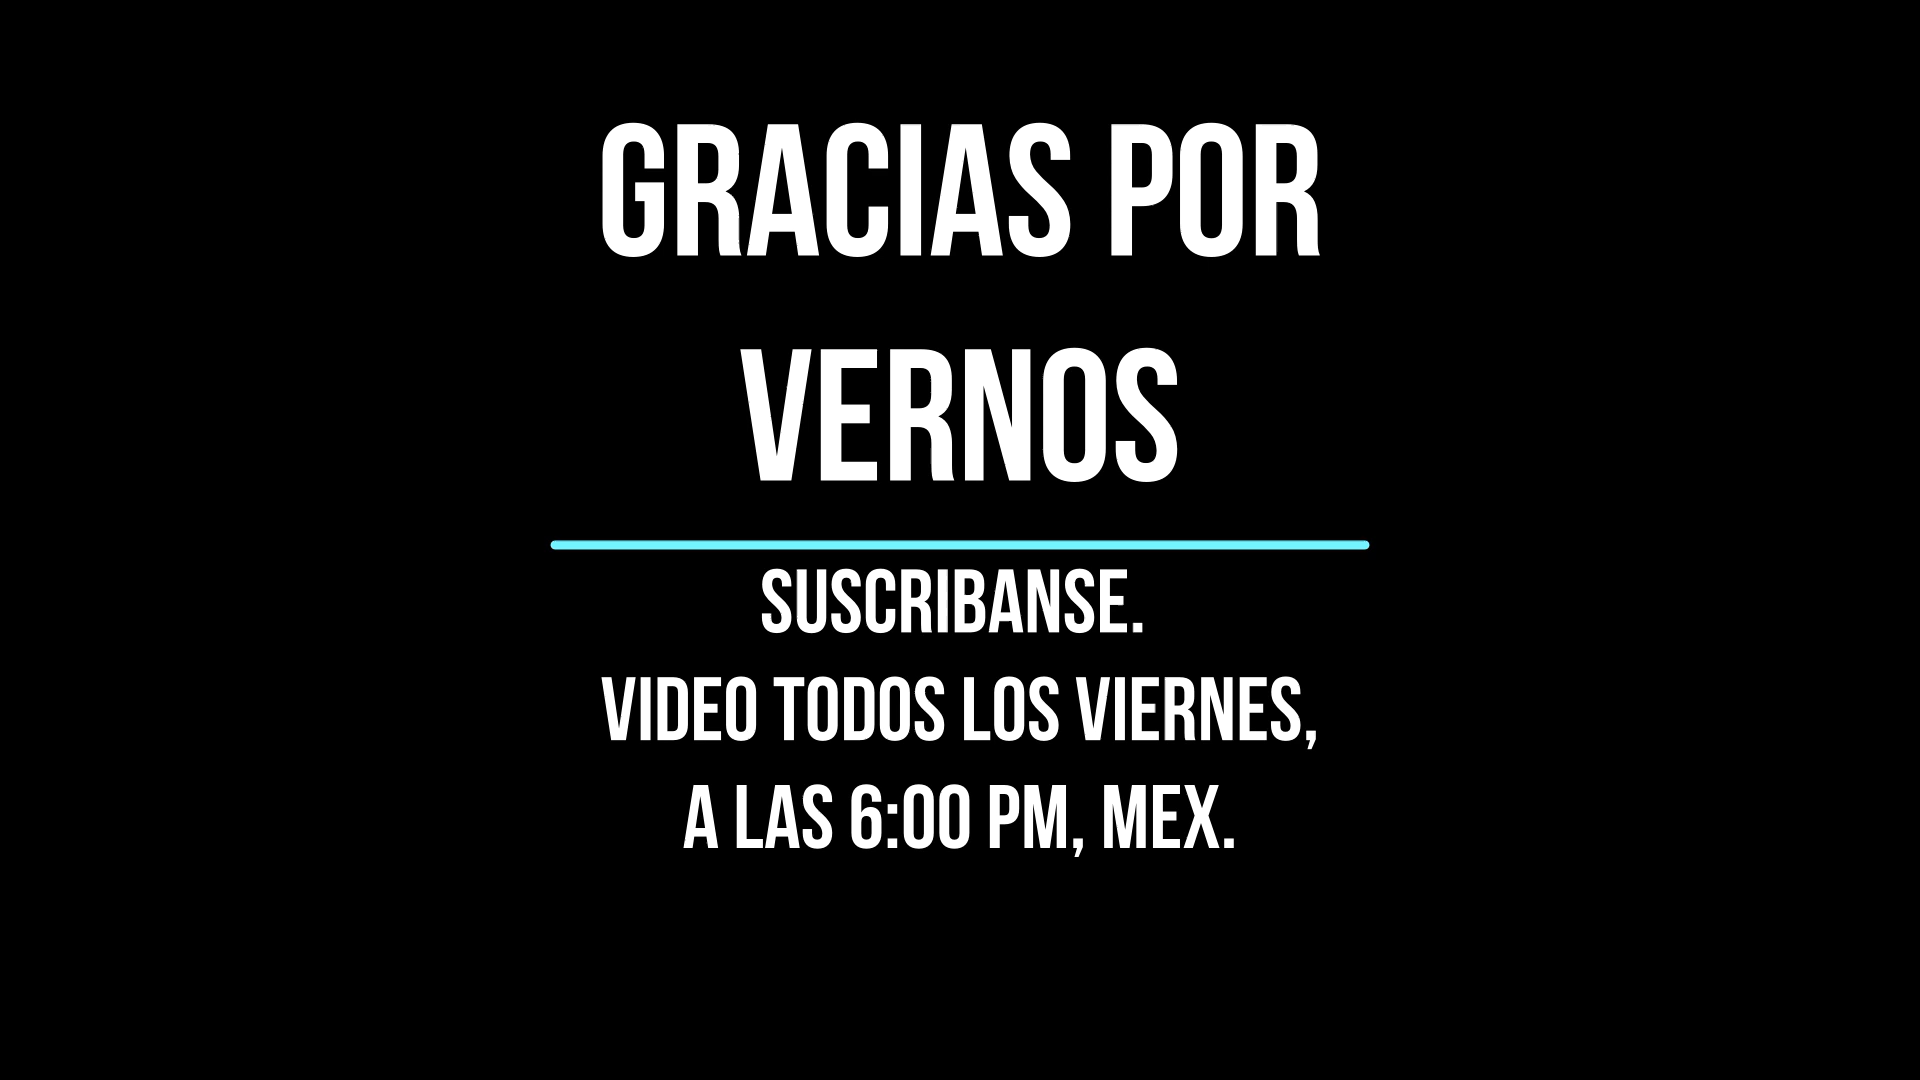 GRACIAS POR
VERNOS
SUSCRIBANSE.
VIDEO TODOS LOS VIERNES,
A LAS 6:00 PM, MEX.